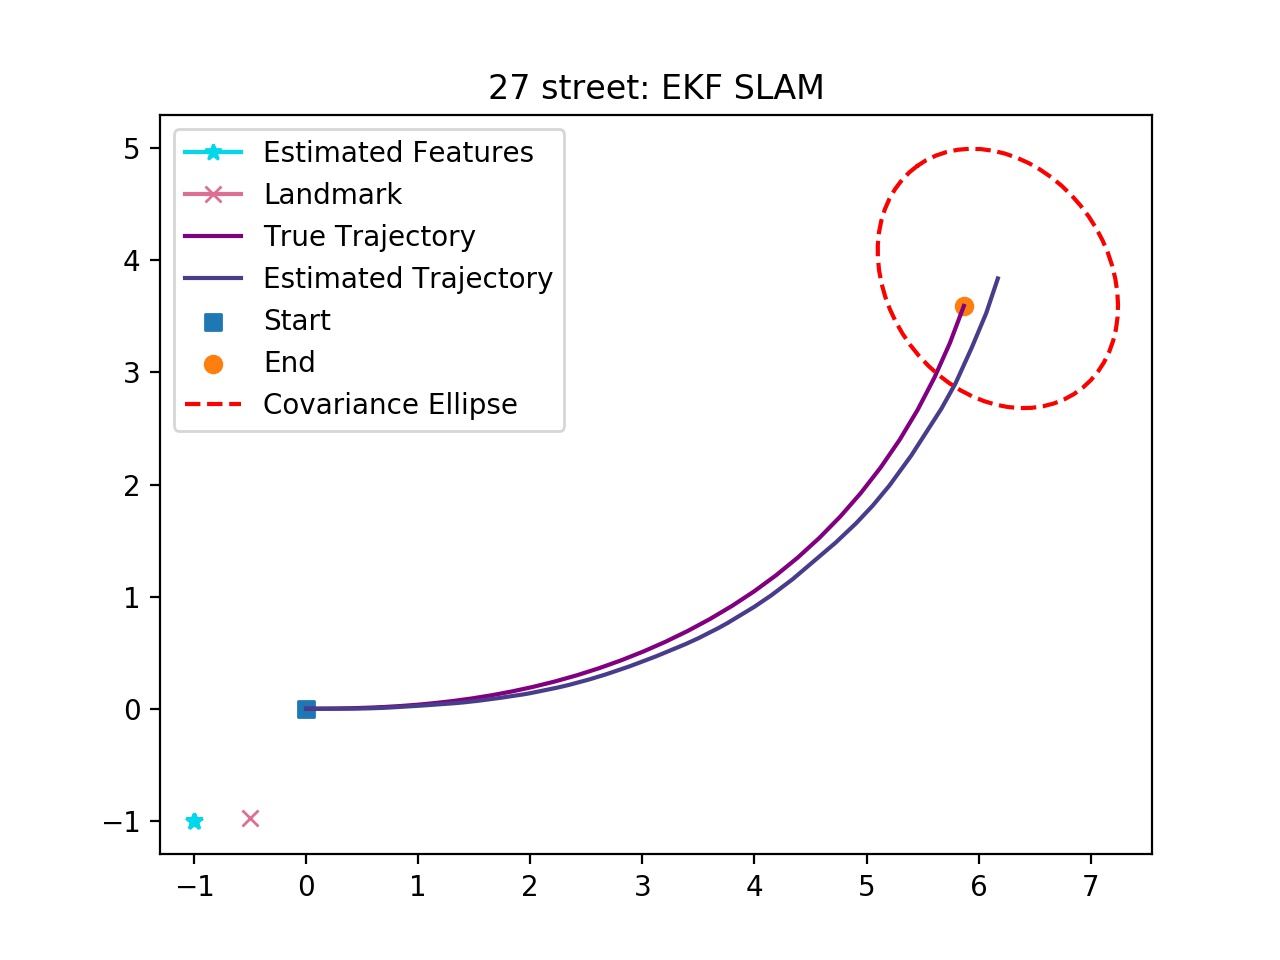 27 street: EKF SLAM
Estimated Features
Landmark
True Trajectory
Estimated Trajectory
Start
End
Covariance Ellipse
5
4
3
2
1
0
−1
−1 0 1 2 3 4 5 6 7